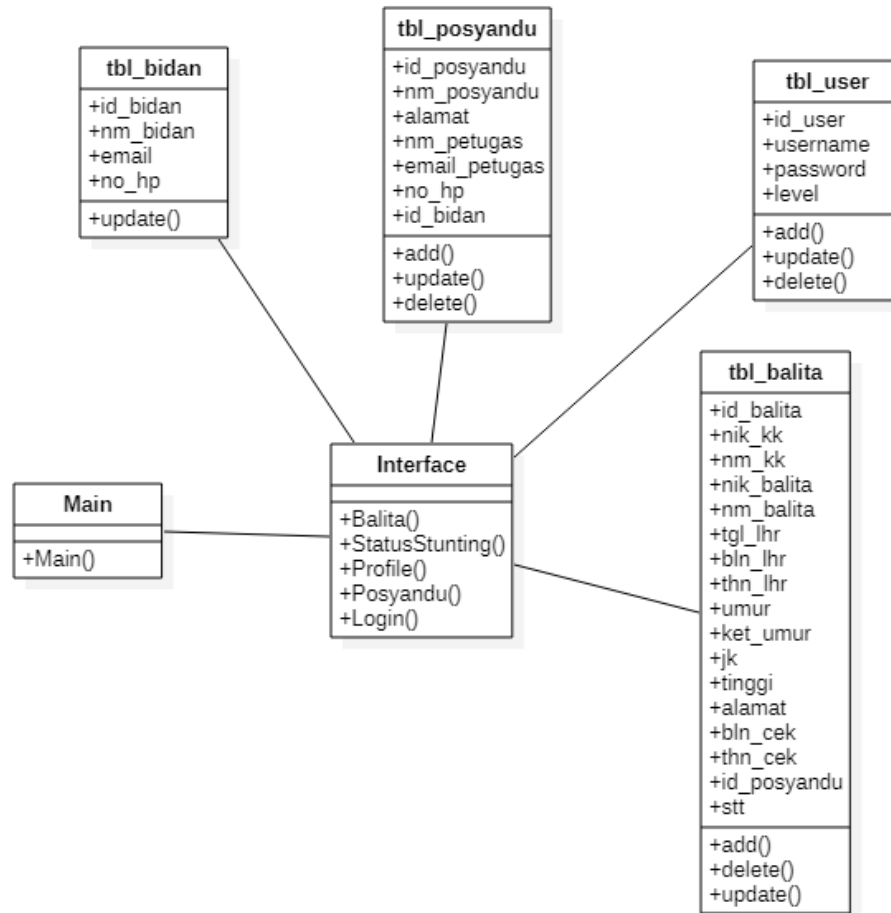 tbl_bidan
+id_bidan
+nm_bidan
+email
+no_hp
+update()
tbl_posyandu
+id_posyandu
+nm_posyandu
+alamat
+nm_petugas
+email_petugas
+no_hp
+id_bidan
+add()
+update()
+delete()
tbl_user
+id_user
+username
+password
+level
+add()
+update()
+delete()
Main
+Main()
Interface
+Balita()
+StatusStunting()
+Profile()
+Posyandu()
+Login()
tbl_balita
+id_balita
+nik_kk
+nm_kk
+nik_balita
+nm_balita
+tgl_lhr
+bln_lhr
+thn_lhr
+umur
+ket_umur
+jk
+tinggi
+alamat
+bln_cek
+thn_cek
+id_posyandu
+stt
+add()
+delete()
+update()